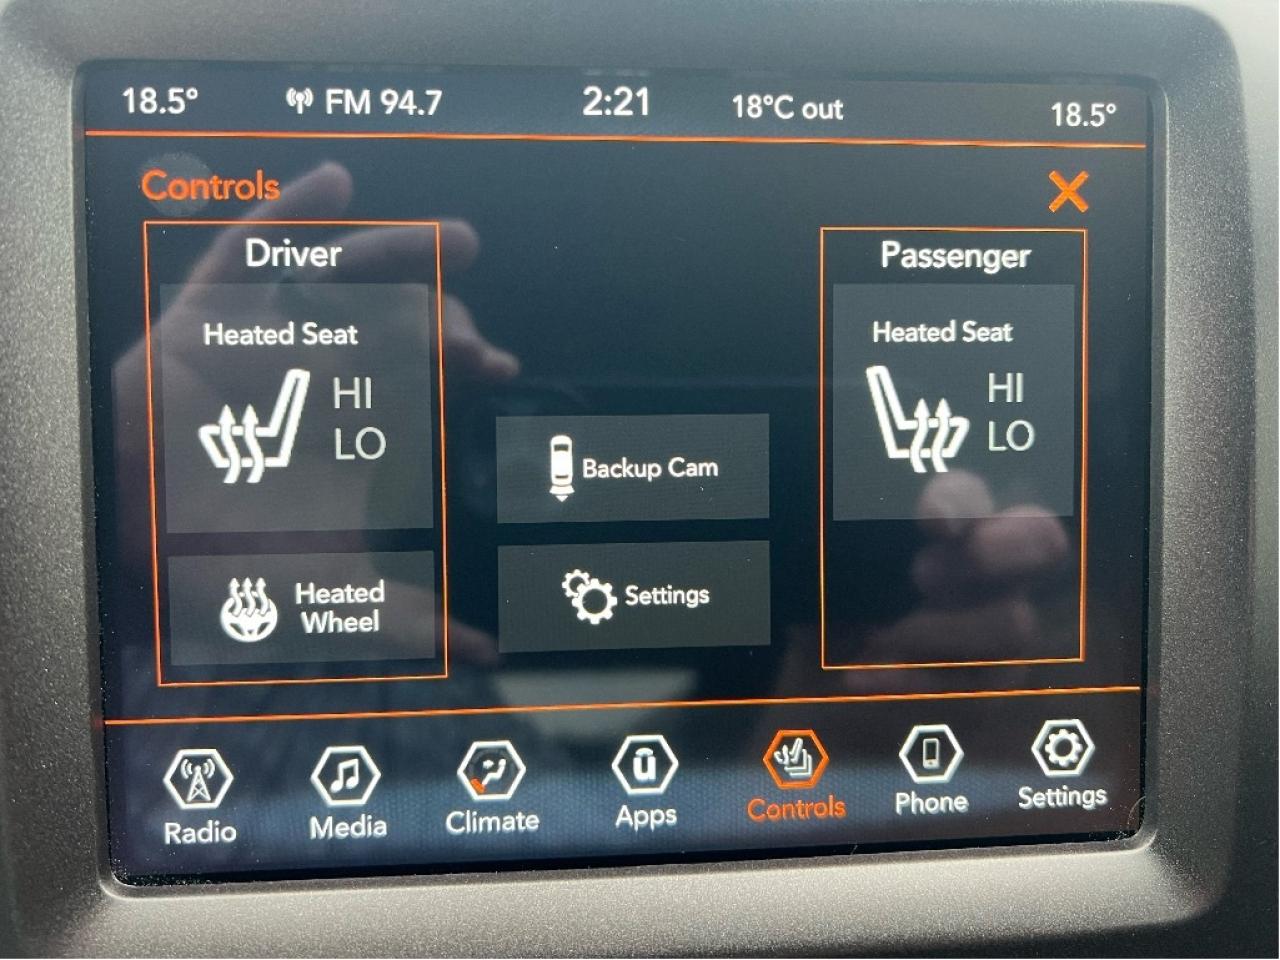 18.5° FM 94.7 2:21 18°C out 18.5°
Controls
Driver
Heated Seat
HI
LO
Heated
Wheel
Backup Cam
Settings
Passenger
Heated Seat
HI
LO
Radio Media Climate Apps Controls Phone Settings